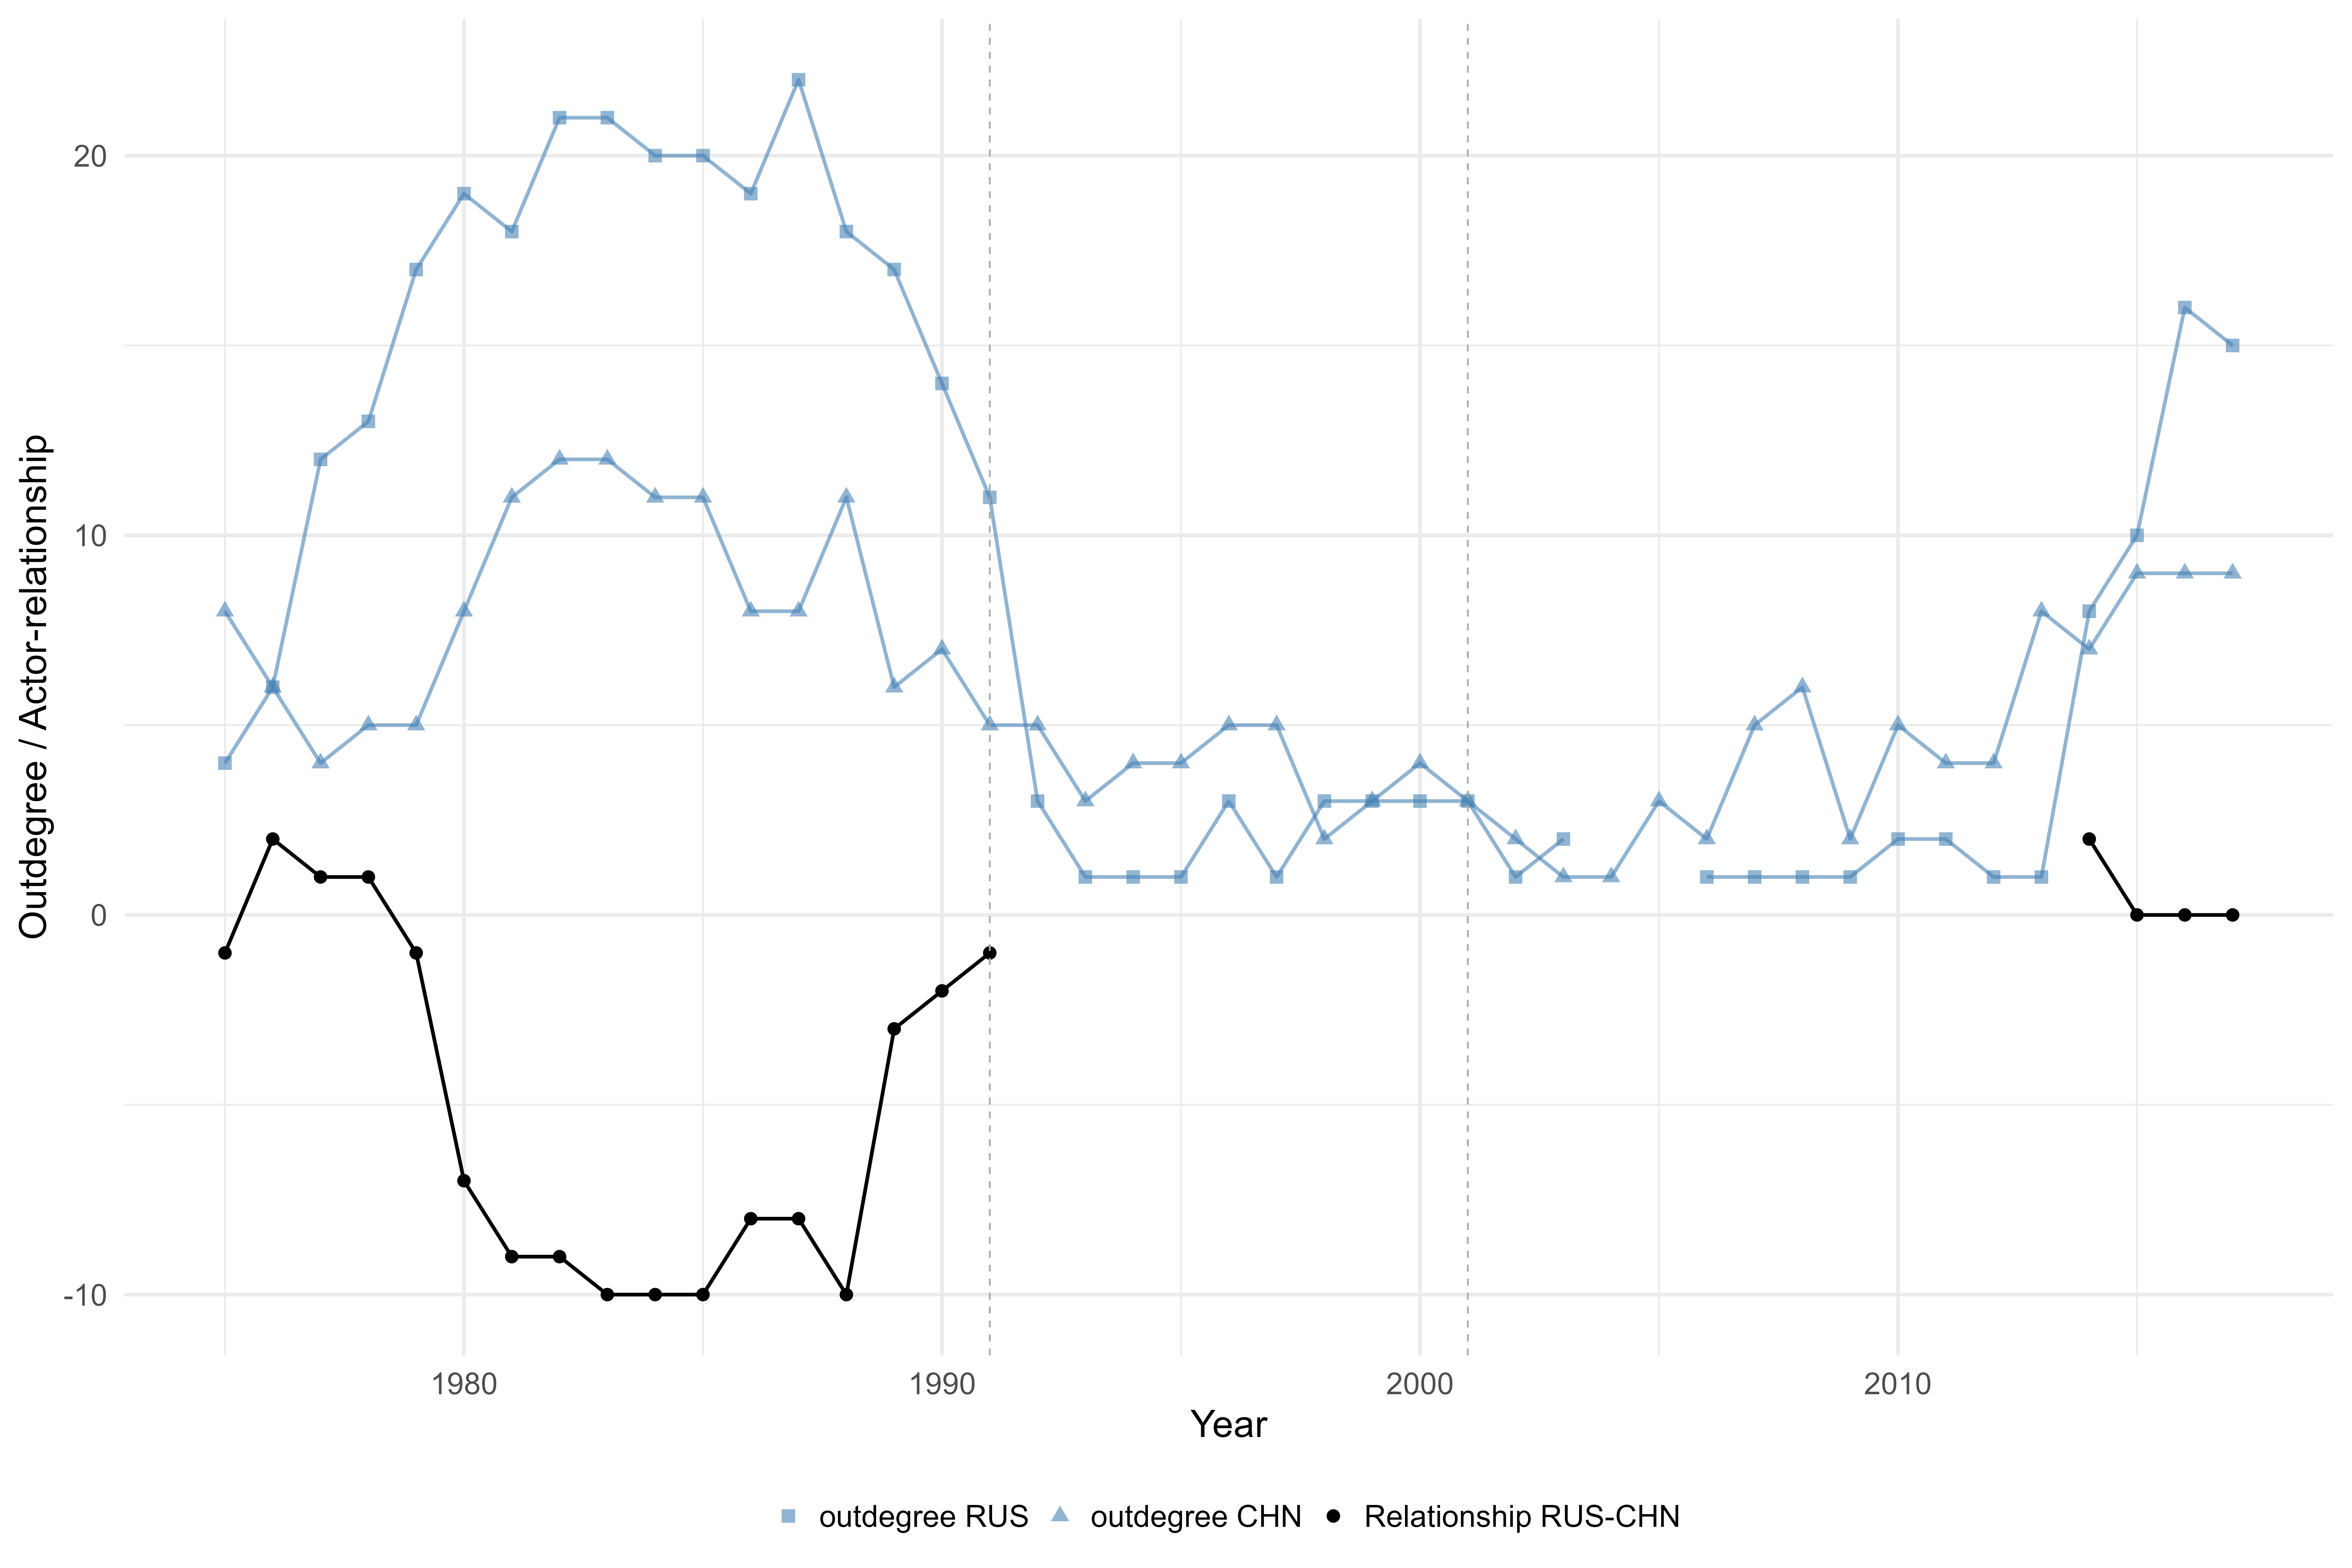 Outdegree / Actor-relationship
20
10
0
-10
1980 1990 2000 2010
Year
outdegree RUS outdegree CHN Relationship RUS-CHN